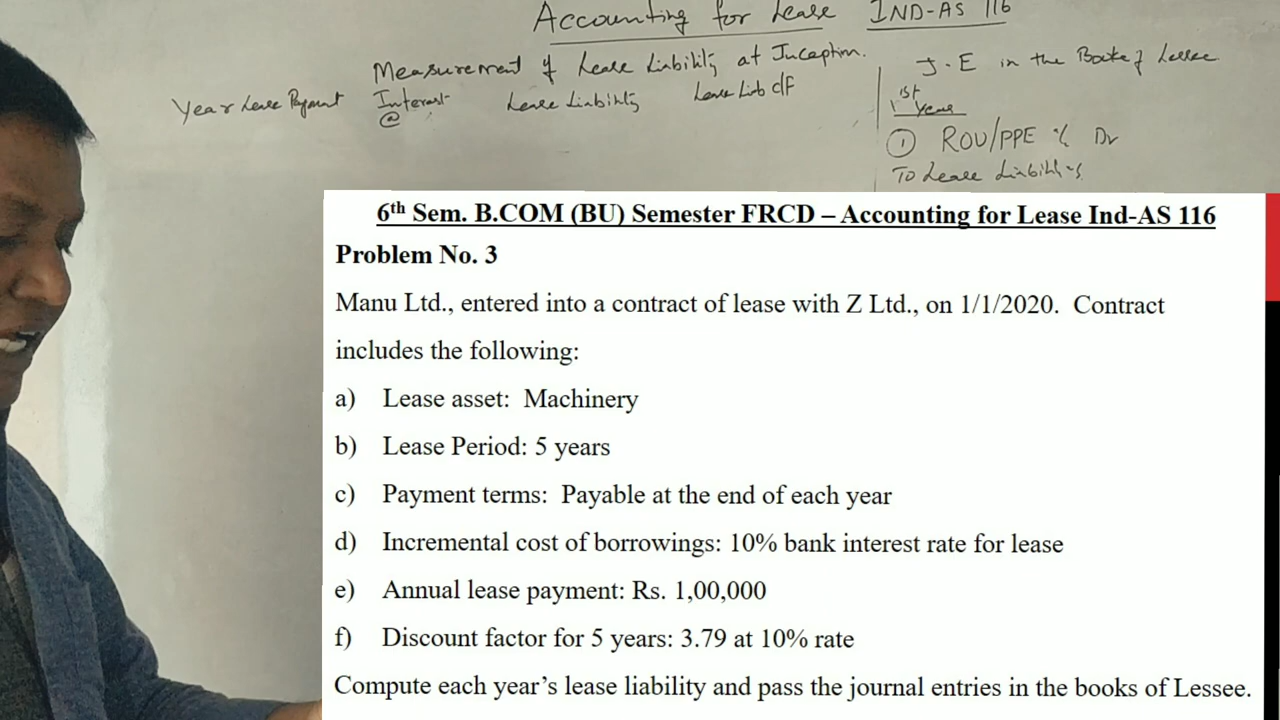 Accounting for Lease IND-AS 116
Measurement of Lease Liability at Inception.
Year Lease Payment Interest @ Lease Liability Lease Liab c/f
J.E in the Books of Lessee
1st Year
① ROU/PPE A/c Dr
To Lease Liabilities
6th Sem. B.COM (BU) Semester FRCD – Accounting for Lease Ind-AS 116
Problem No. 3
Manu Ltd., entered into a contract of lease with Z Ltd., on 1/1/2020. Contract
includes the following:
a) Lease asset: Machinery
b) Lease Period: 5 years
c) Payment terms: Payable at the end of each year
d) Incremental cost of borrowings: 10% bank interest rate for lease
e) Annual lease payment: Rs. 1,00,000
f) Discount factor for 5 years: 3.79 at 10% rate
Compute each year’s lease liability and pass the journal entries in the books of Lessee.